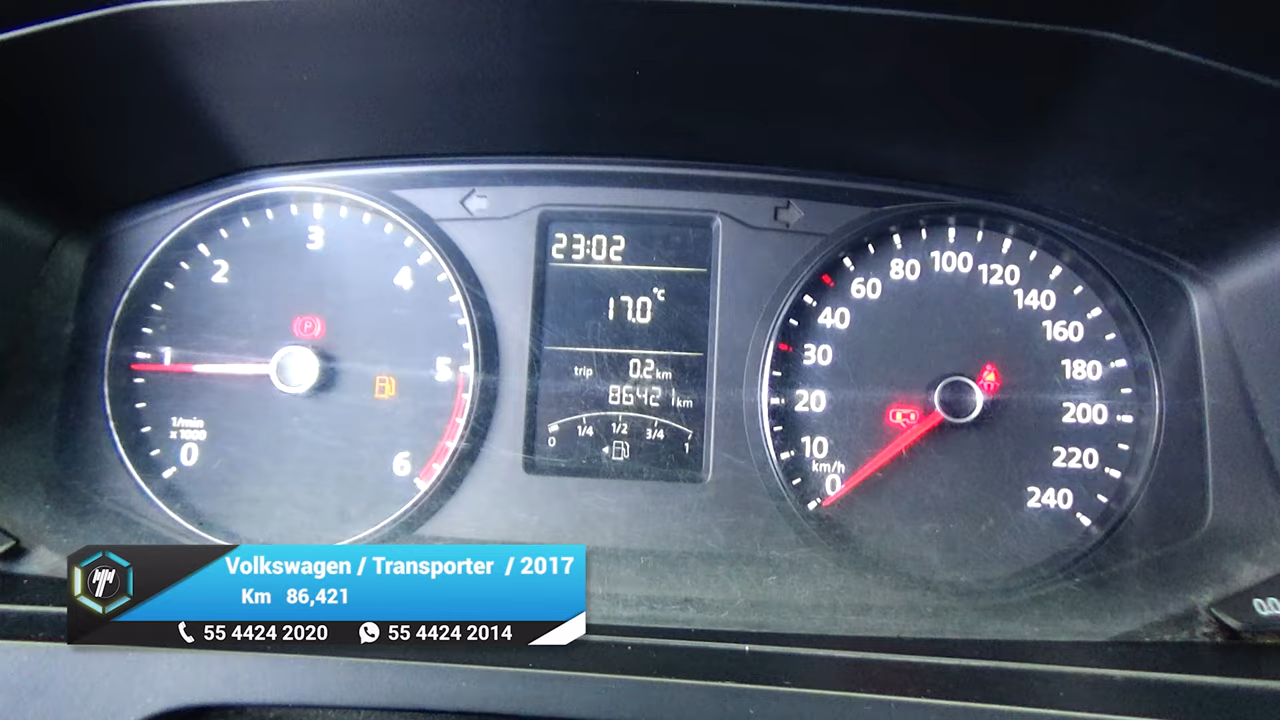 3
2
4
1
5
1/min
x 1000
0
6
P
23:02
17.0°C
trip 0.2 km
86421 km
0 1/4 1/2 3/4 1
100
80
120
60
140
40
160
30
180
20
200
10
220
km/h
0
240
Volkswagen / Transporter / 2017
Km 86,421
55 4424 2020 55 4424 2014